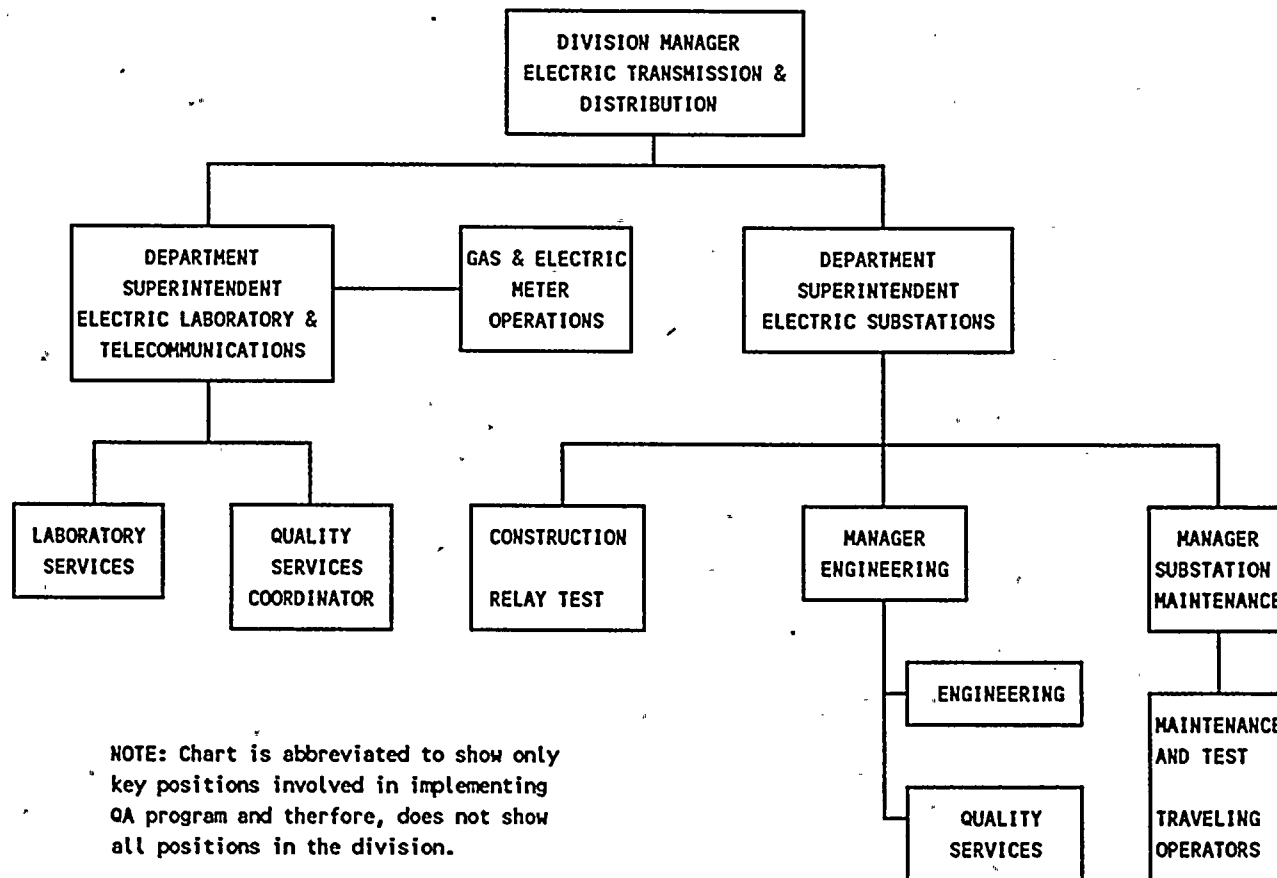 DIVISION MANAGER
ELECTRIC TRANSMISSION &
DISTRIBUTION
DEPARTMENT
SUPERINTENDENT
ELECTRIC LABORATORY &
TELECOMMUNICATIONS
GAS & ELECTRIC
METER
OPERATIONS
DEPARTMENT
SUPERINTENDENT
ELECTRIC SUBSTATIONS
LABORATORY
SERVICES
QUALITY
SERVICES
COORDINATOR
CONSTRUCTION
RELAY TEST
MANAGER
ENGINEERING
MANAGER
SUBSTATION
MAINTENANCE
ENGINEERING
QUALITY
SERVICES
MAINTENANCE
AND TEST
TRAVELING
OPERATORS
NOTE: Chart is abbreviated to show only
key positions involved in implementing
QA program and therfore, does not show
all positions in the division.